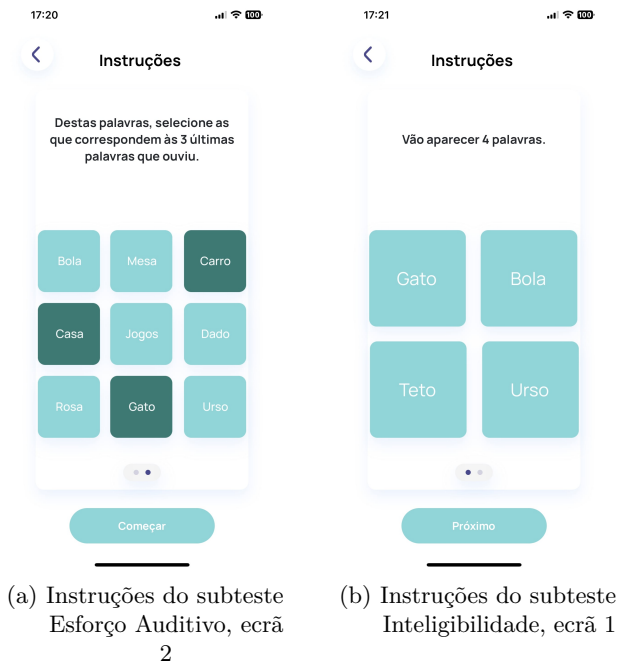 17:20
100
Instruções
Destas palavras, selecione as
que correspondem às 3 últimas
palavras que ouviu.
Bola Mesa Carro
Casa Jogos Dado
Rosa Gato Urso
Começar
(a) Instruções do subteste
Esforço Auditivo, ecrã
2
17:21
100
Instruções
Vão aparecer 4 palavras.
Gato Bola
Teto Urso
Próximo
(b) Instruções do subteste
Inteligibilidade, ecrã 1